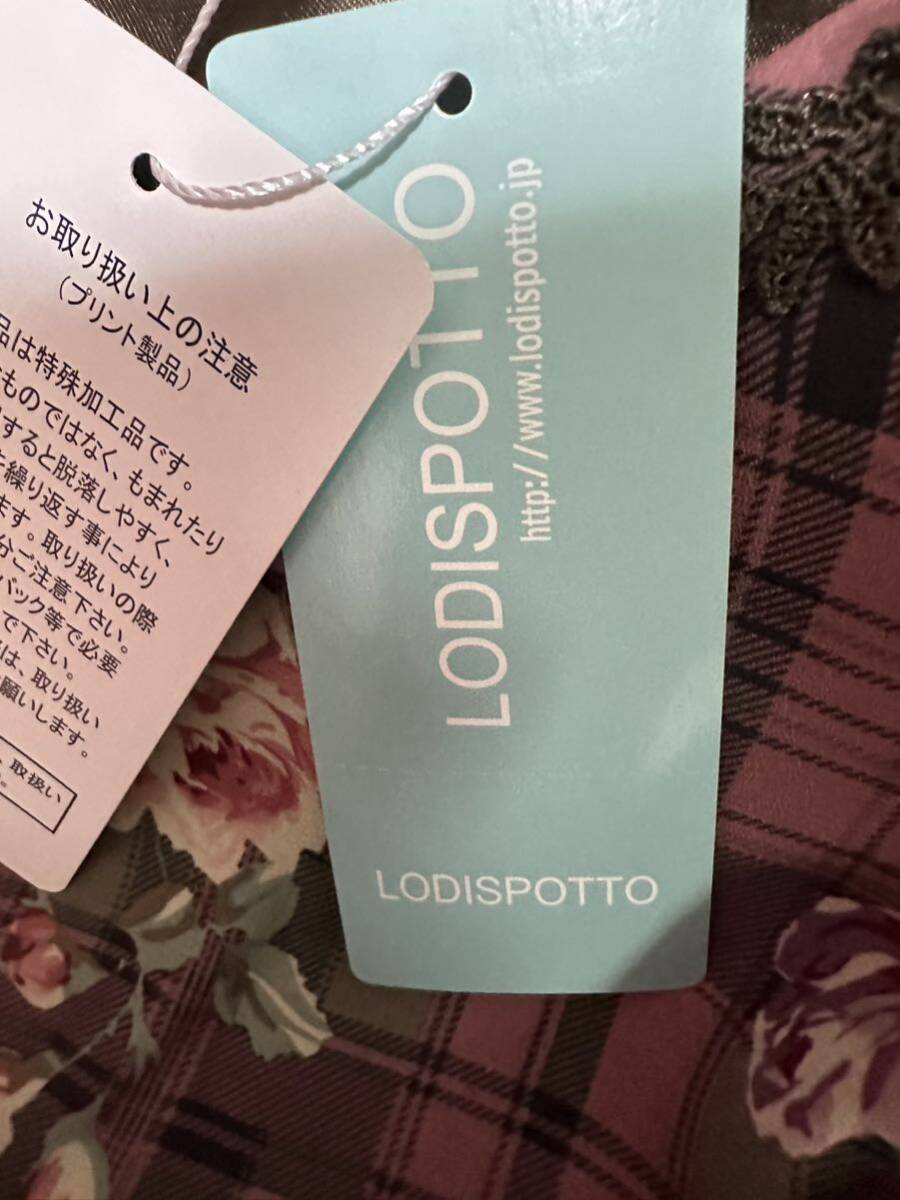 お取り扱い上の注意
(プリント製品)
品は特殊加工品です。
ものではなく、もまれたり
すると脱落しやすく、
繰り返す事により
ます。取り扱いの際
分ご注意下さい。
バック等で必要
で下さい。
は、取り扱い
願いします。
取扱い
LODISPOTTO
http://www.lodispotto.jp
LODISPOTTO